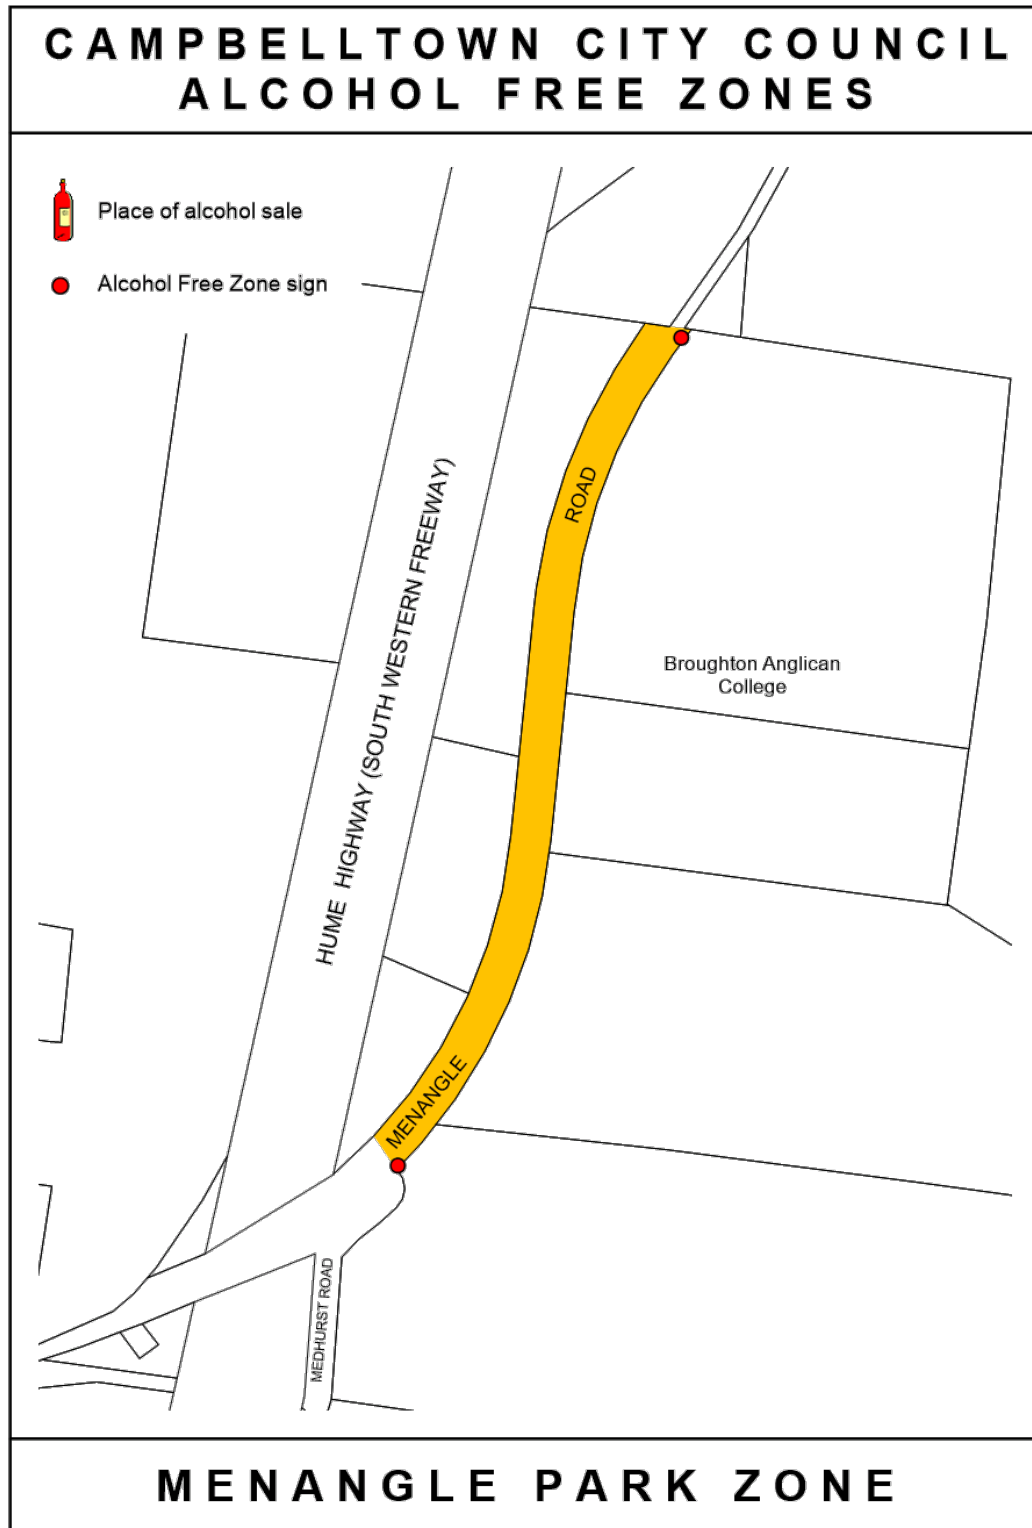 CAMPBELLTOWN CITY COUNCIL
ALCOHOL FREE ZONES
Place of alcohol sale
Alcohol Free Zone sign
ROAD
HUME HIGHWAY (SOUTH WESTERN FREEWAY)
Broughton Anglican
College
MENANGLE
MEDHURST ROAD
MENANGLE PARK ZONE